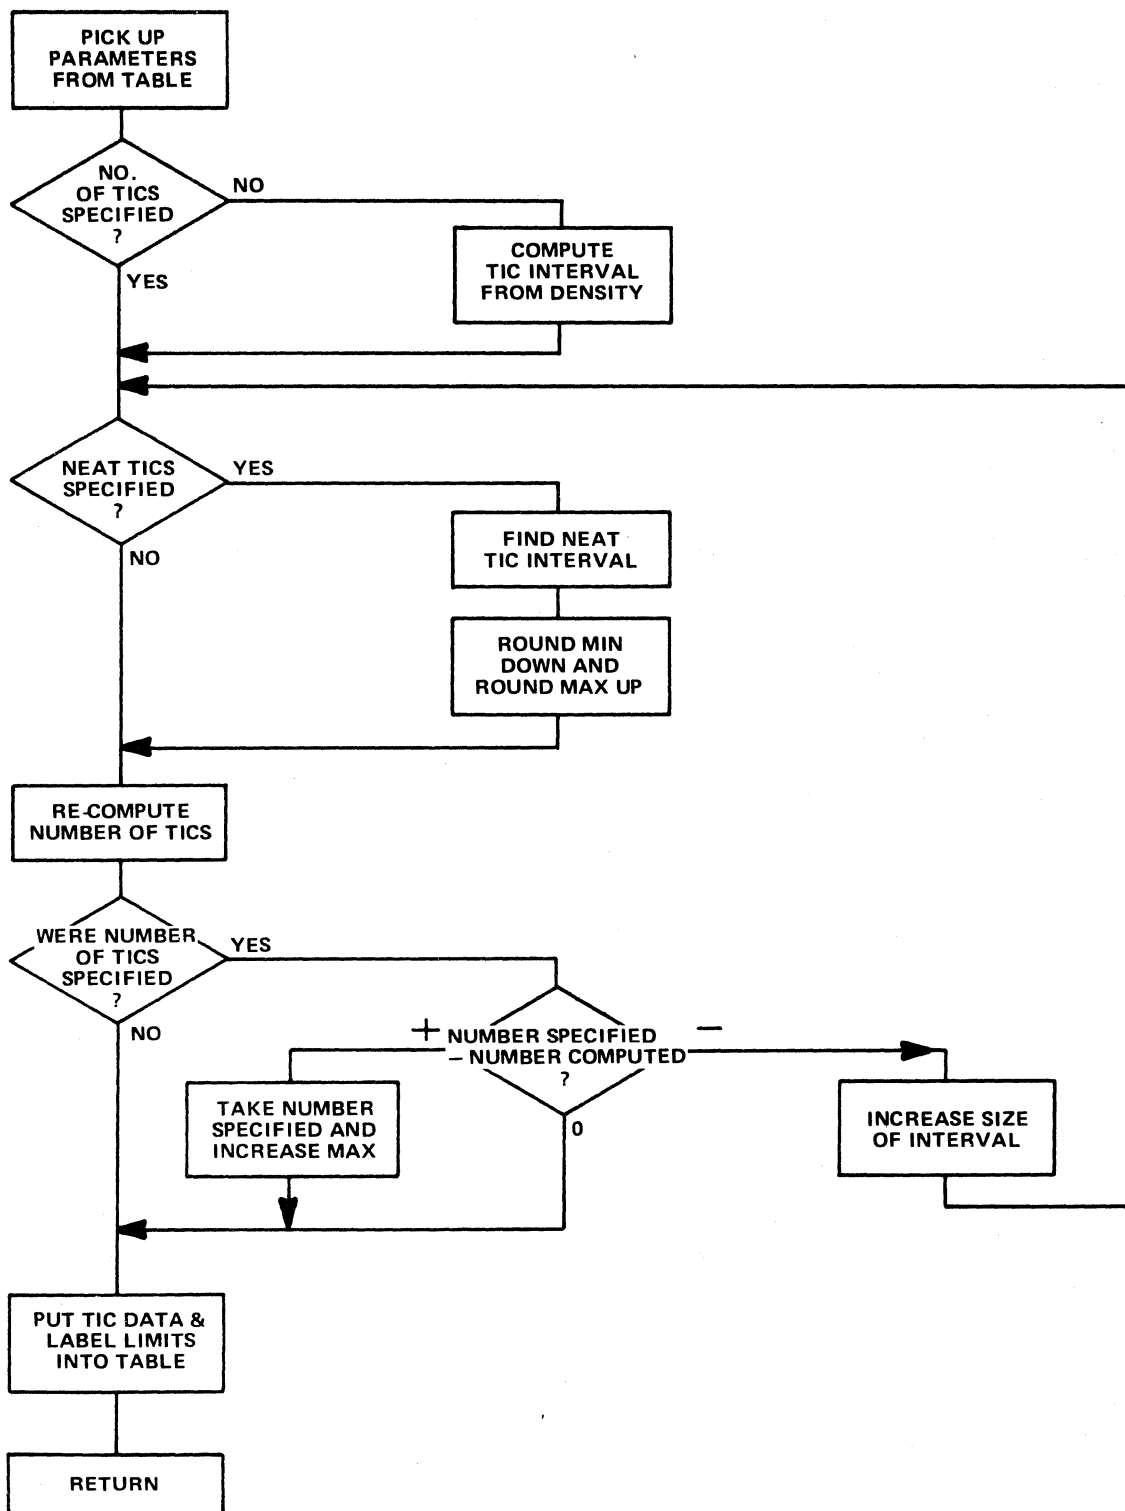 PICK UP
PARAMETERS
FROM TABLE
NO.
OF TICS
SPECIFIED
?
NO
YES
COMPUTE
TIC INTERVAL
FROM DENSITY
NEAT TICS
SPECIFIED
?
YES
NO
FIND NEAT
TIC INTERVAL
ROUND MIN
DOWN AND
ROUND MAX UP
RE-COMPUTE
NUMBER OF TICS
WERE NUMBER
OF TICS
SPECIFIED
?
YES
NO
+
NUMBER SPECIFIED
– NUMBER COMPUTED
?
–
0
TAKE NUMBER
SPECIFIED AND
INCREASE MAX
INCREASE SIZE
OF INTERVAL
PUT TIC DATA &
LABEL LIMITS
INTO TABLE
RETURN